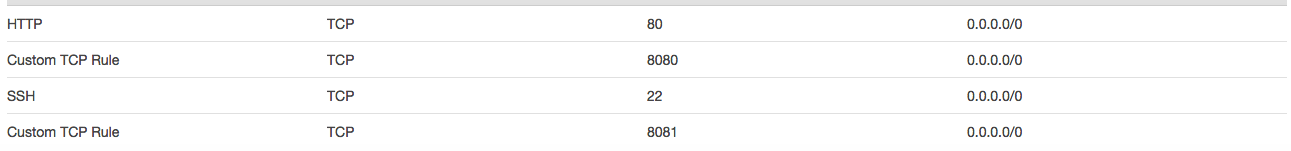 HTTP TCP 80 0.0.0.0/0
Custom TCP Rule TCP 8080 0.0.0.0/0
SSH TCP 22 0.0.0.0/0
Custom TCP Rule TCP 8081 0.0.0.0/0